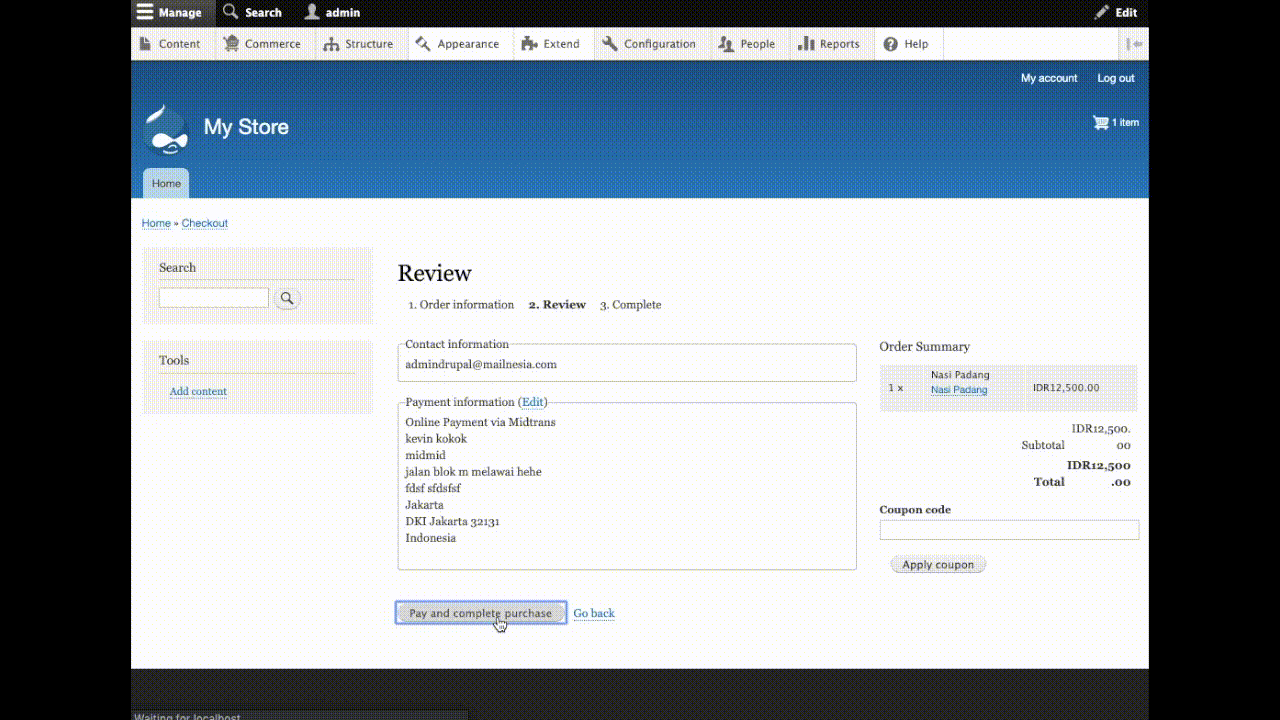 Manage Search admin Edit
Content Commerce Structure Appearance Extend Configuration People Reports Help
My account Log out
My Store
1 item
Home
Home » Checkout
Search
Tools
Add content
Review
1. Order information 2. Review 3. Complete
Contact information
admindrupal@mailnesia.com
Payment information (Edit)
Online Payment via Midtrans
kevin kokok
midmid
jalan blok m melawai hehe
fdsf sfdsfsf
Jakarta
DKI Jakarta 32131
Indonesia
Pay and complete purchase Go back
Order Summary
Nasi Padang
1 x Nasi Padang IDR12,500.00
IDR12,500.
Subtotal 00
IDR12,500
Total .00
Coupon code
Apply coupon
Waiting for localhost